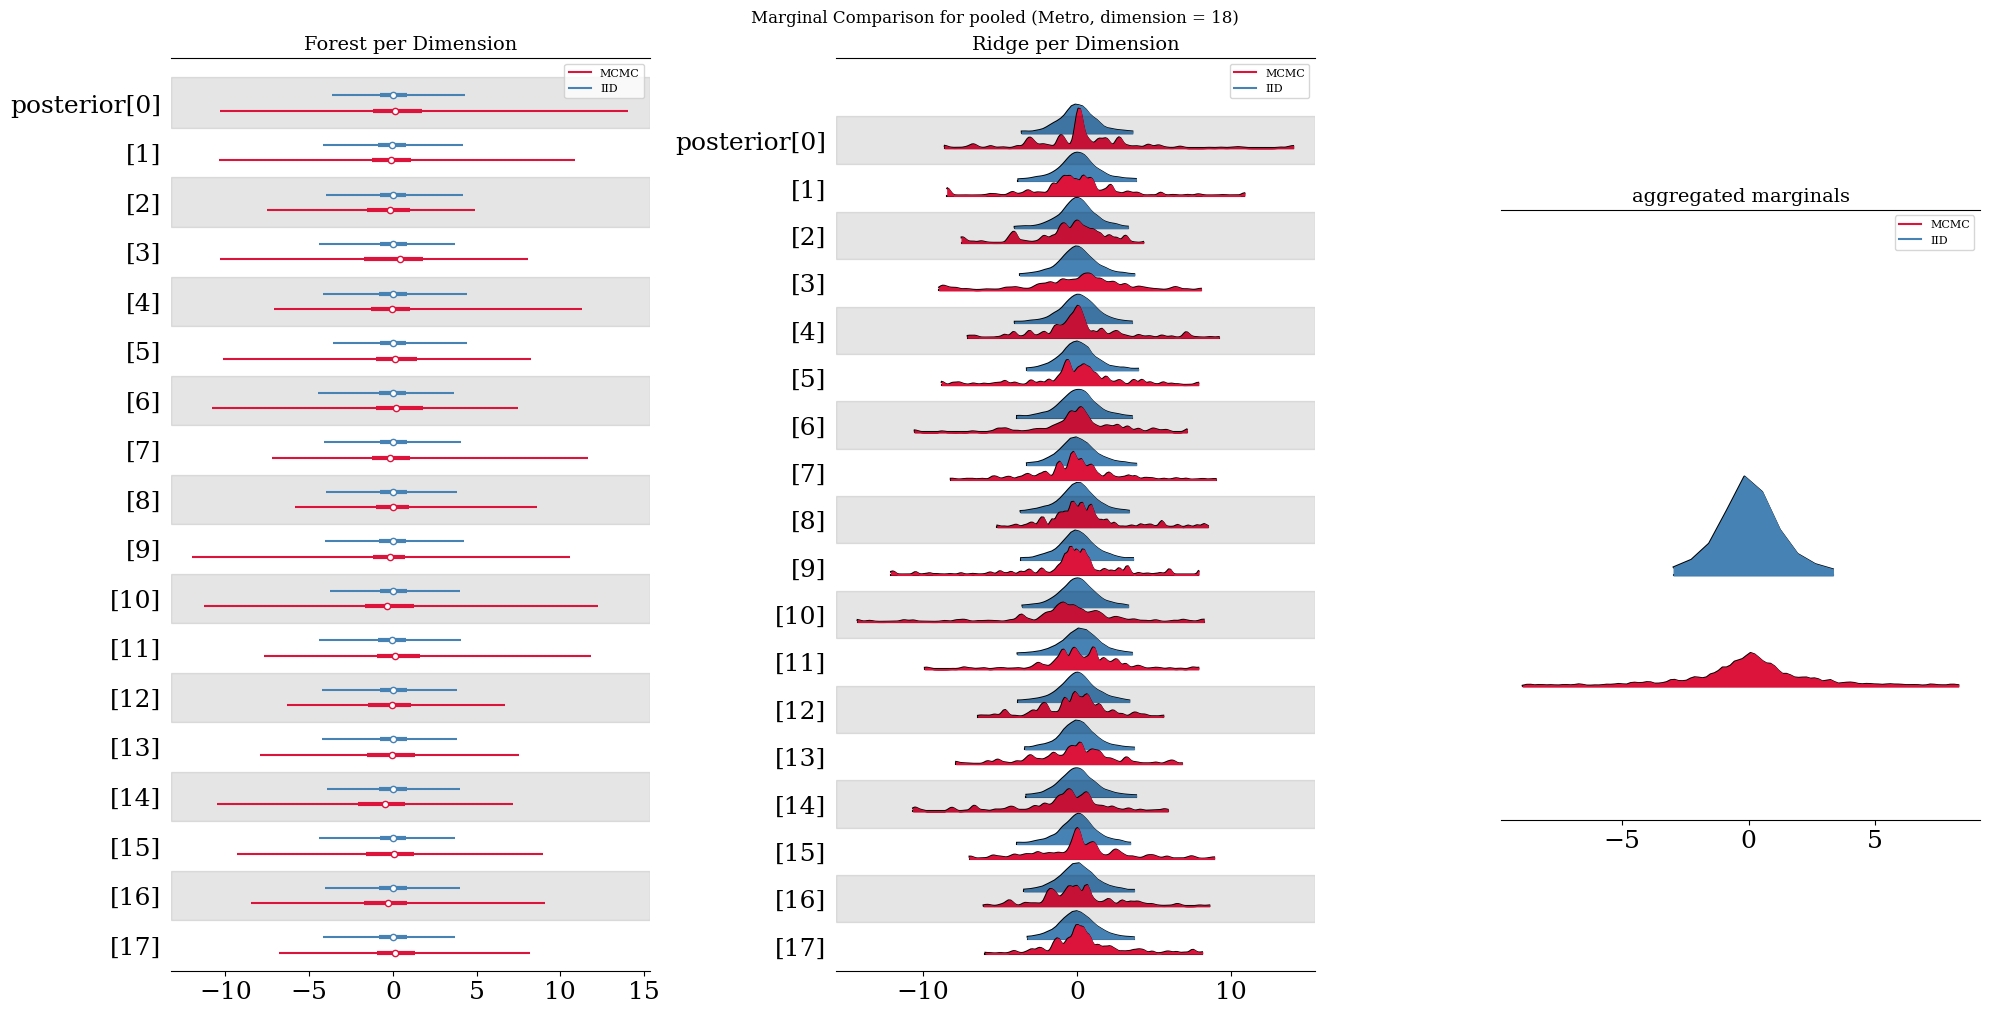 Marginal Comparison for pooled (Metro, dimension = 18)
Forest per Dimension
MCMC
IID
posterior[0]
[1]
[2]
[3]
[4]
[5]
[6]
[7]
[8]
[9]
[10]
[11]
[12]
[13]
[14]
[15]
[16]
[17]
−10 −5 0 5 10 15
Ridge per Dimension
MCMC
IID
posterior[0]
[1]
[2]
[3]
[4]
[5]
[6]
[7]
[8]
[9]
[10]
[11]
[12]
[13]
[14]
[15]
[16]
[17]
−10 0 10
aggregated marginals
MCMC
IID
−5 0 5